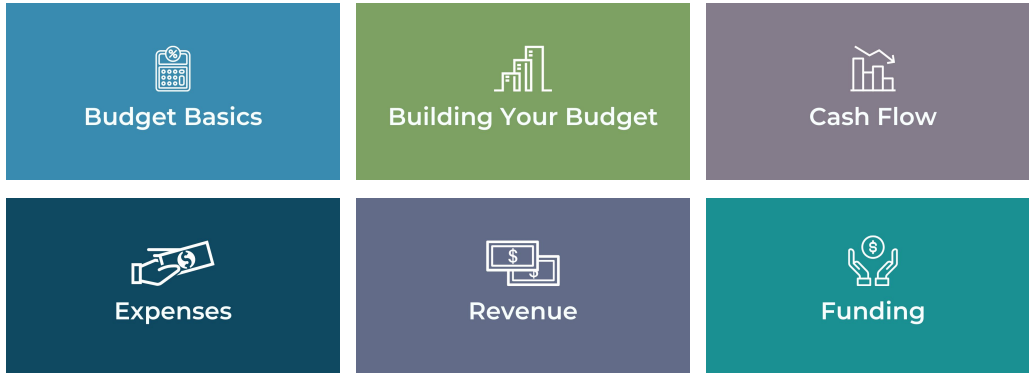 Budget Basics
Building Your Budget
Cash Flow
Expenses
Revenue
Funding